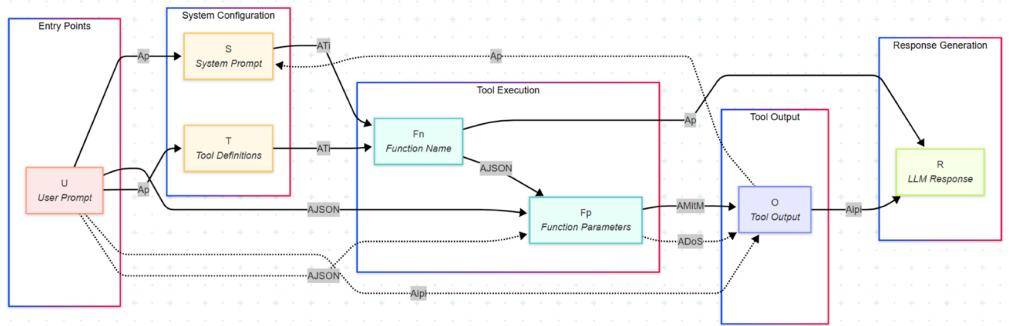 Entry Points
System Configuration
Response Generation
Tool Execution
Tool Output
S
System Prompt
T
Tool Definitions
U
User Prompt
Fn
Function Name
Fp
Function Parameters
O
Tool Output
R
LLM Response
Ap
Ap
ATi
ATi
Ap
Ap
AJSON
AJSON
AJSON
AMitM
ADoS
AIpi
AIpi